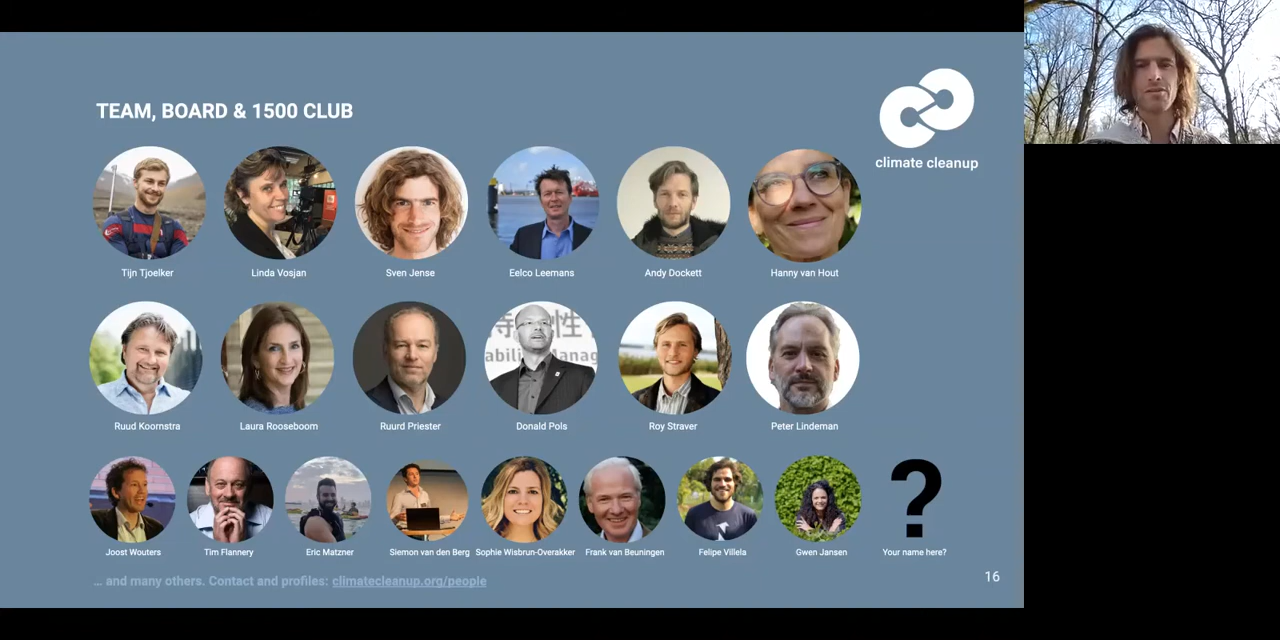 TEAM, BOARD & 1500 CLUB
climate cleanup
Tijn Tjoelker
Linda Vosjan
Sven Jense
Eelco Leemans
Andy Dockett
Hanny van Hout
Ruud Koornstra
Laura Rooseboom
Ruurd Priester
Donald Pols
Roy Straver
Peter Lindeman
Joost Wouters
Tim Flannery
Eric Matzner
Siemon van den Berg
Sophie Wisbrun-Overakker
Frank van Beuningen
Felipe Villela
Gwen Jansen
?
Your name here?
... and many others. Contact and profiles: climatecleanup.org/people
16